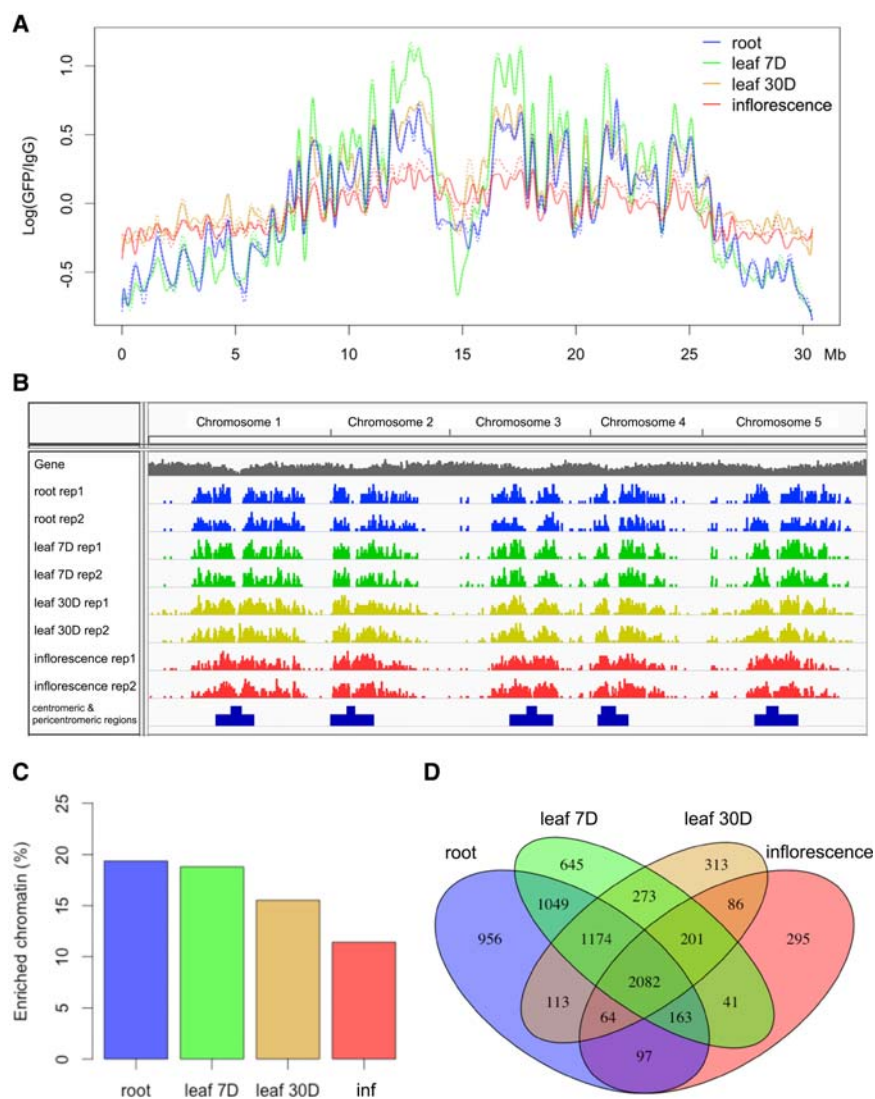 A
Log(GFP/IgG)
1.0
0.5
0.0
-0.5
root
leaf 7D
leaf 30D
inflorescence
0 5 10 15 20 25 30 Mb
B
Chromosome 1 Chromosome 2 Chromosome 3 Chromosome 4 Chromosome 5
Gene
root rep1
root rep2
leaf 7D rep1
leaf 7D rep2
leaf 30D rep1
leaf 30D rep2
inflorescence rep1
inflorescence rep2
centromeric &
pericentromeric regions
C
Enriched chromatin (%)
25
20
15
10
5
0
root leaf 7D leaf 30D inf
D
leaf 7D leaf 30D
root inflorescence
645 313
273
1049 86
956 1174 201 295
2082
113 41
64 163
97